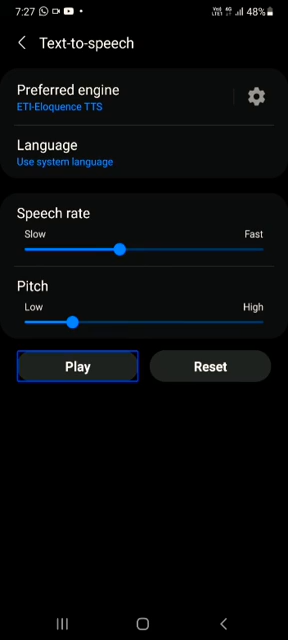 7:27 48%
Text-to-speech
Preferred engine
ETI-Eloquence TTS
Language
Use system language
Speech rate
Slow Fast
Pitch
Low High
Play Reset